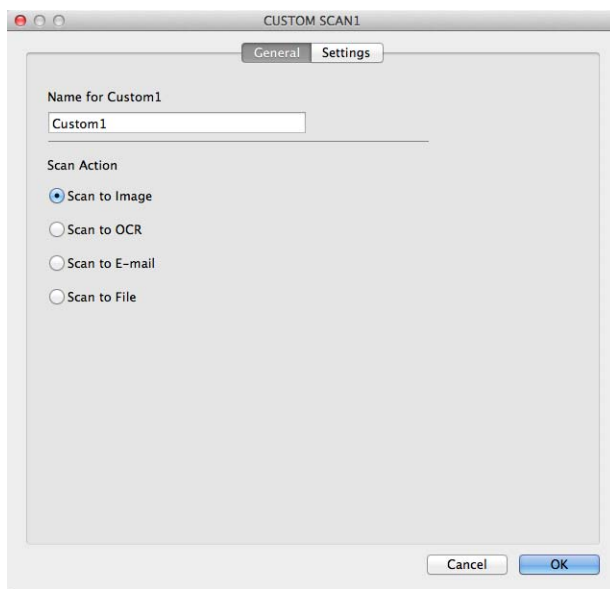 CUSTOM SCAN1
General Settings
Name for Custom1
Custom1
Scan Action
Scan to Image
Scan to OCR
Scan to E-mail
Scan to File
Cancel OK